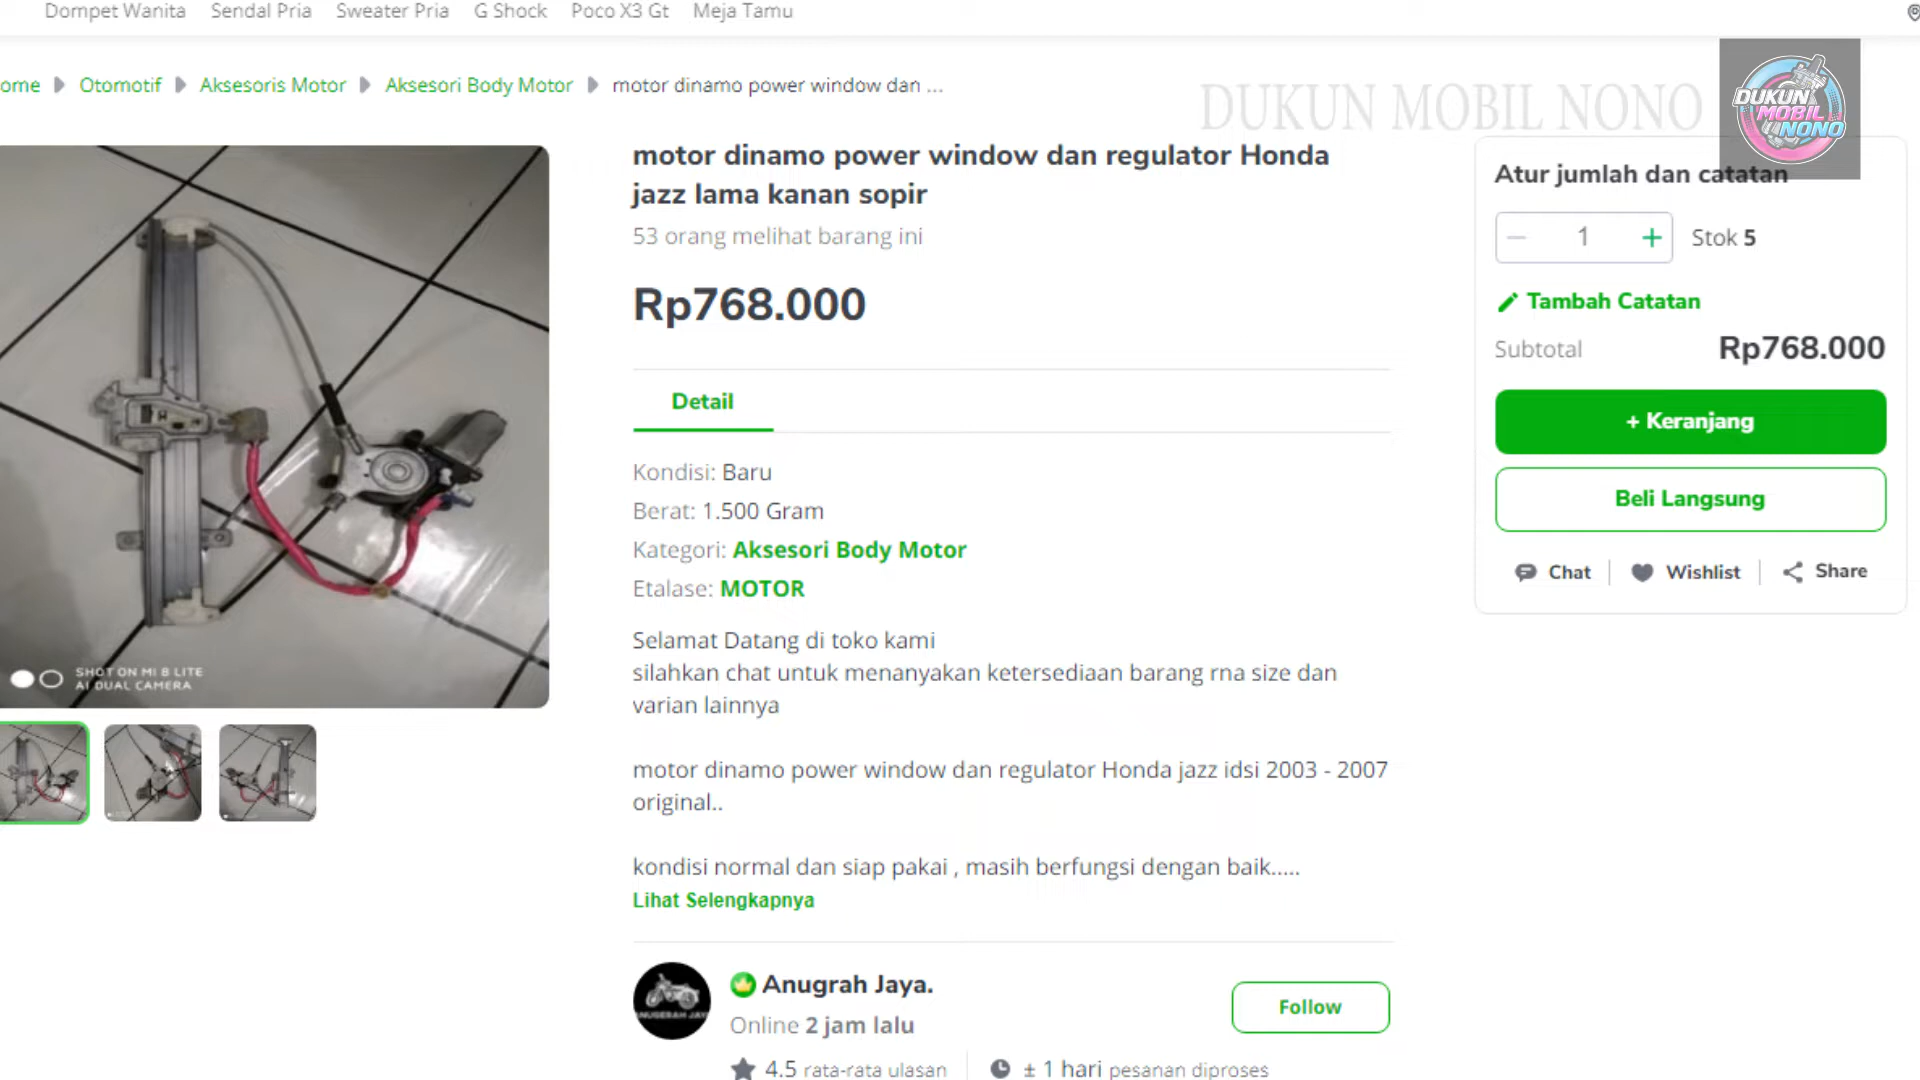 Dompet Wanita Sendal Pria Sweater Pria G Shock Poco X3 Gt Meja Tamu
ome Otomotif Aksesoris Motor Aksesori Body Motor motor dinamo power window dan ...
DUKUN MOBIL NONO
DUKUN
MOBIL
NONO
motor dinamo power window dan regulator Honda
jazz lama kanan sopir
53 orang melihat barang ini
Rp768.000
Detail
Kondisi: Baru
Berat: 1.500 Gram
Kategori: Aksesori Body Motor
Etalase: MOTOR
Selamat Datang di toko kami
silahkan chat untuk menanyakan ketersediaan barang rna size dan
varian lainnya
motor dinamo power window dan regulator Honda jazz idsi 2003 - 2007
original..
kondisi normal dan siap pakai , masih berfungsi dengan baik.....
Lihat Selengkapnya
Anugrah Jaya.
Online 2 jam lalu
Follow
4.5 rata-rata ulasan
± 1 hari pesanan diproses
Atur jumlah dan catatan
1
Stok 5
Tambah Catatan
Subtotal Rp768.000
+ Keranjang
Beli Langsung
Chat Wishlist Share
SHOT ON MI 8 LITE
AI DUAL CAMERA
ANUGERAH JAYA